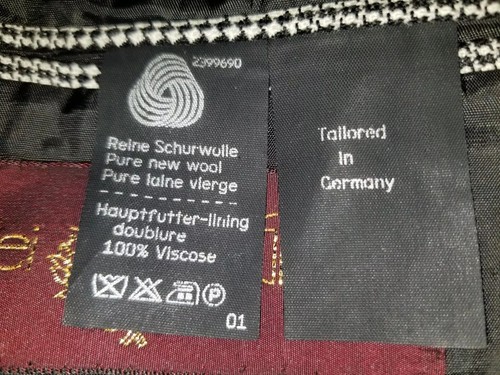 2399690
Reine Schurwolle
Pure new wool
Pure laine vierge
Hauptfutter-lining
doublure
100% Viscose
P
01
Tailored
in
Germany
D.